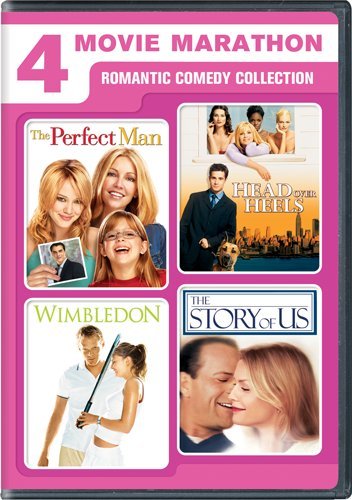 4 MOVIE MARATHON
ROMANTIC COMEDY COLLECTION
The Perfect Man
HEAD OVER
HEELS
WIMBLEDON
THE
STORY OF US